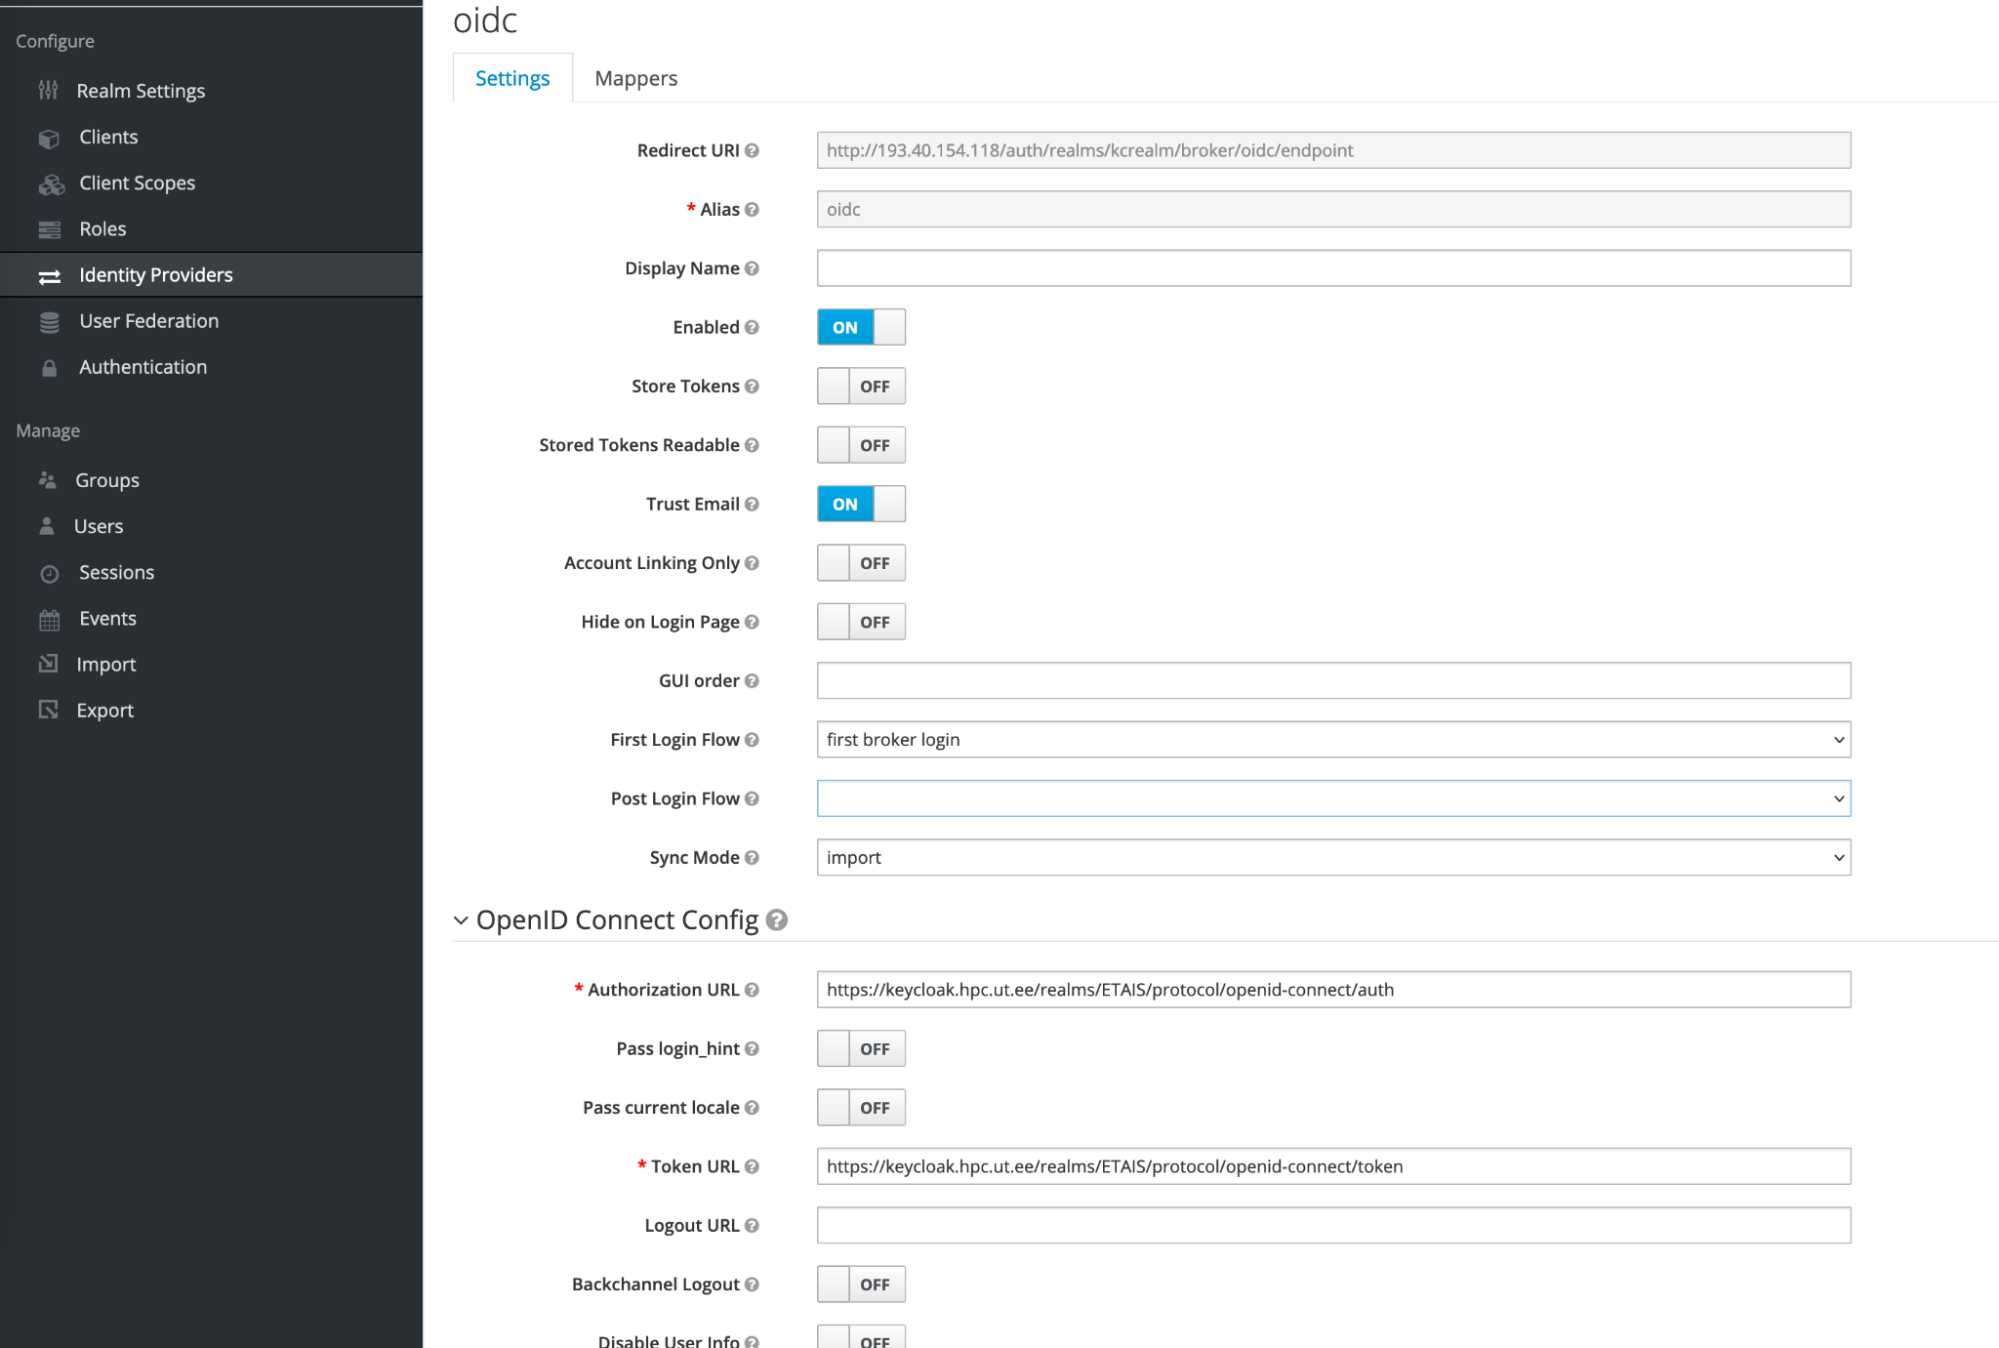 Configure
Realm Settings
Clients
Client Scopes
Roles
Identity Providers
User Federation
Authentication
Manage
Groups
Users
Sessions
Events
Import
Export
oidc
Settings Mappers
Redirect URI http://193.40.154.118/auth/realms/kcrealm/broker/oidc/endpoint
* Alias oidc
Display Name
Enabled ON
Store Tokens OFF
Stored Tokens Readable OFF
Trust Email ON
Account Linking Only OFF
Hide on Login Page OFF
GUI order
First Login Flow first broker login
Post Login Flow
Sync Mode import
OpenID Connect Config
* Authorization URL https://keycloak.hpc.ut.ee/realms/ETAIS/protocol/openid-connect/auth
Pass login_hint OFF
Pass current locale OFF
* Token URL https://keycloak.hpc.ut.ee/realms/ETAIS/protocol/openid-connect/token
Logout URL
Backchannel Logout OFF
Disable User Info OFF